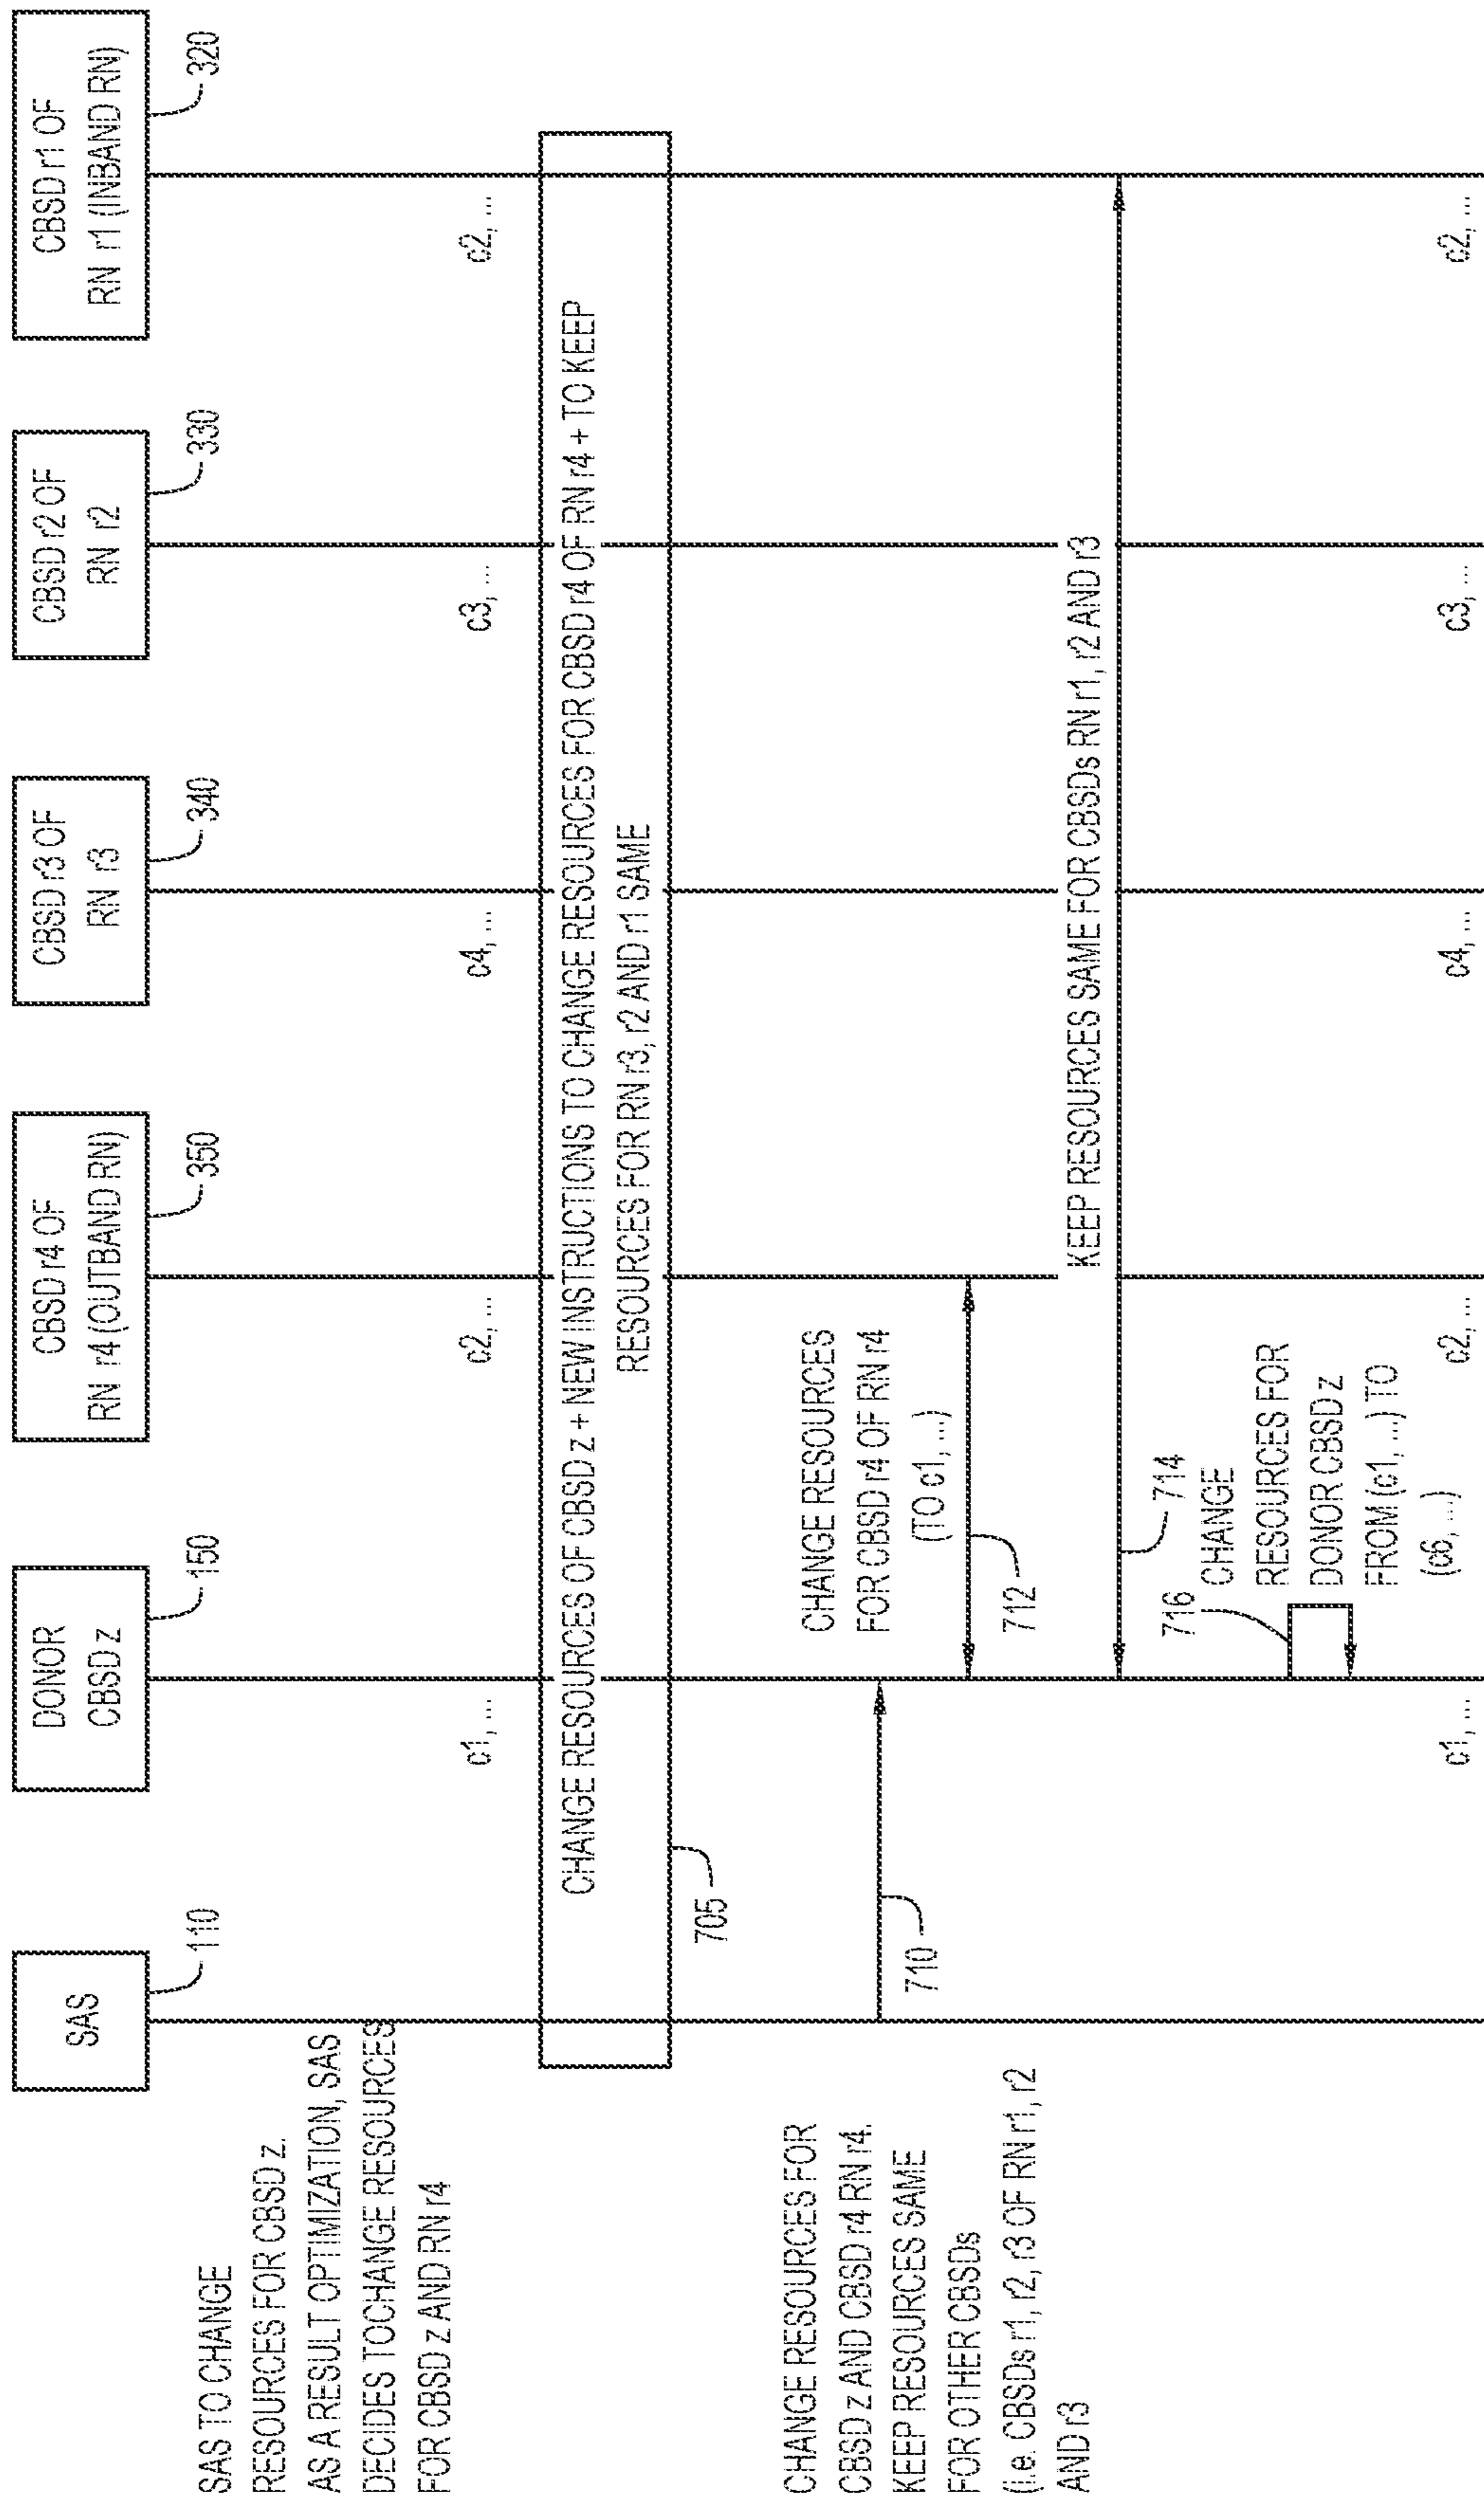 SAS
110
DONOR
CBSD z
150
CBSD r4 OF
RN r4 (OUTBAND RN)
350
CBSD r3 OF
RN r3
340
CBSD r2 OF
RN r2
330
CBSD r1 OF
RN r1 (INBAND RN)
320
SAS TO CHANGE
RESOURCES FOR CBSD z.
AS A RESULT OPTIMIZATION, SAS
DECIDES TOCHANGE RESOURCES
FOR CBSD z AND RN r4
c1, ...
c2, ...
c4, ...
c3, ...
c2, ...
CHANGE RESOURCES OF CBSD z + NEW INSTRUCTIONS TO CHANGE RESOURCES FOR CBSD r4 OF RN r4 + TO KEEP
RESOURCES FOR RN r3, r2 AND r1 SAME
705
CHANGE RESOURCES FOR
CBSD z AND CBSD r4 RN r4.
KEEP RESOURCES SAME
FOR OTHER CBSDs
(i.e. CBSDs r1, r2, r3 OF RN r1, r2
AND r3
710
CHANGE RESOURCES
FOR CBSD r4 OF RN r4
(TO c1, ...)
712
KEEP RESOURCES SAME FOR CBSDs RN r1, r2 AND r3
714
716
CHANGE
RESOURCES FOR
DONOR CBSD z
FROM (c1, ...) TO
(c6, ...)
c1, ...
c2, ...
c4, ...
c3, ...
c2, ...